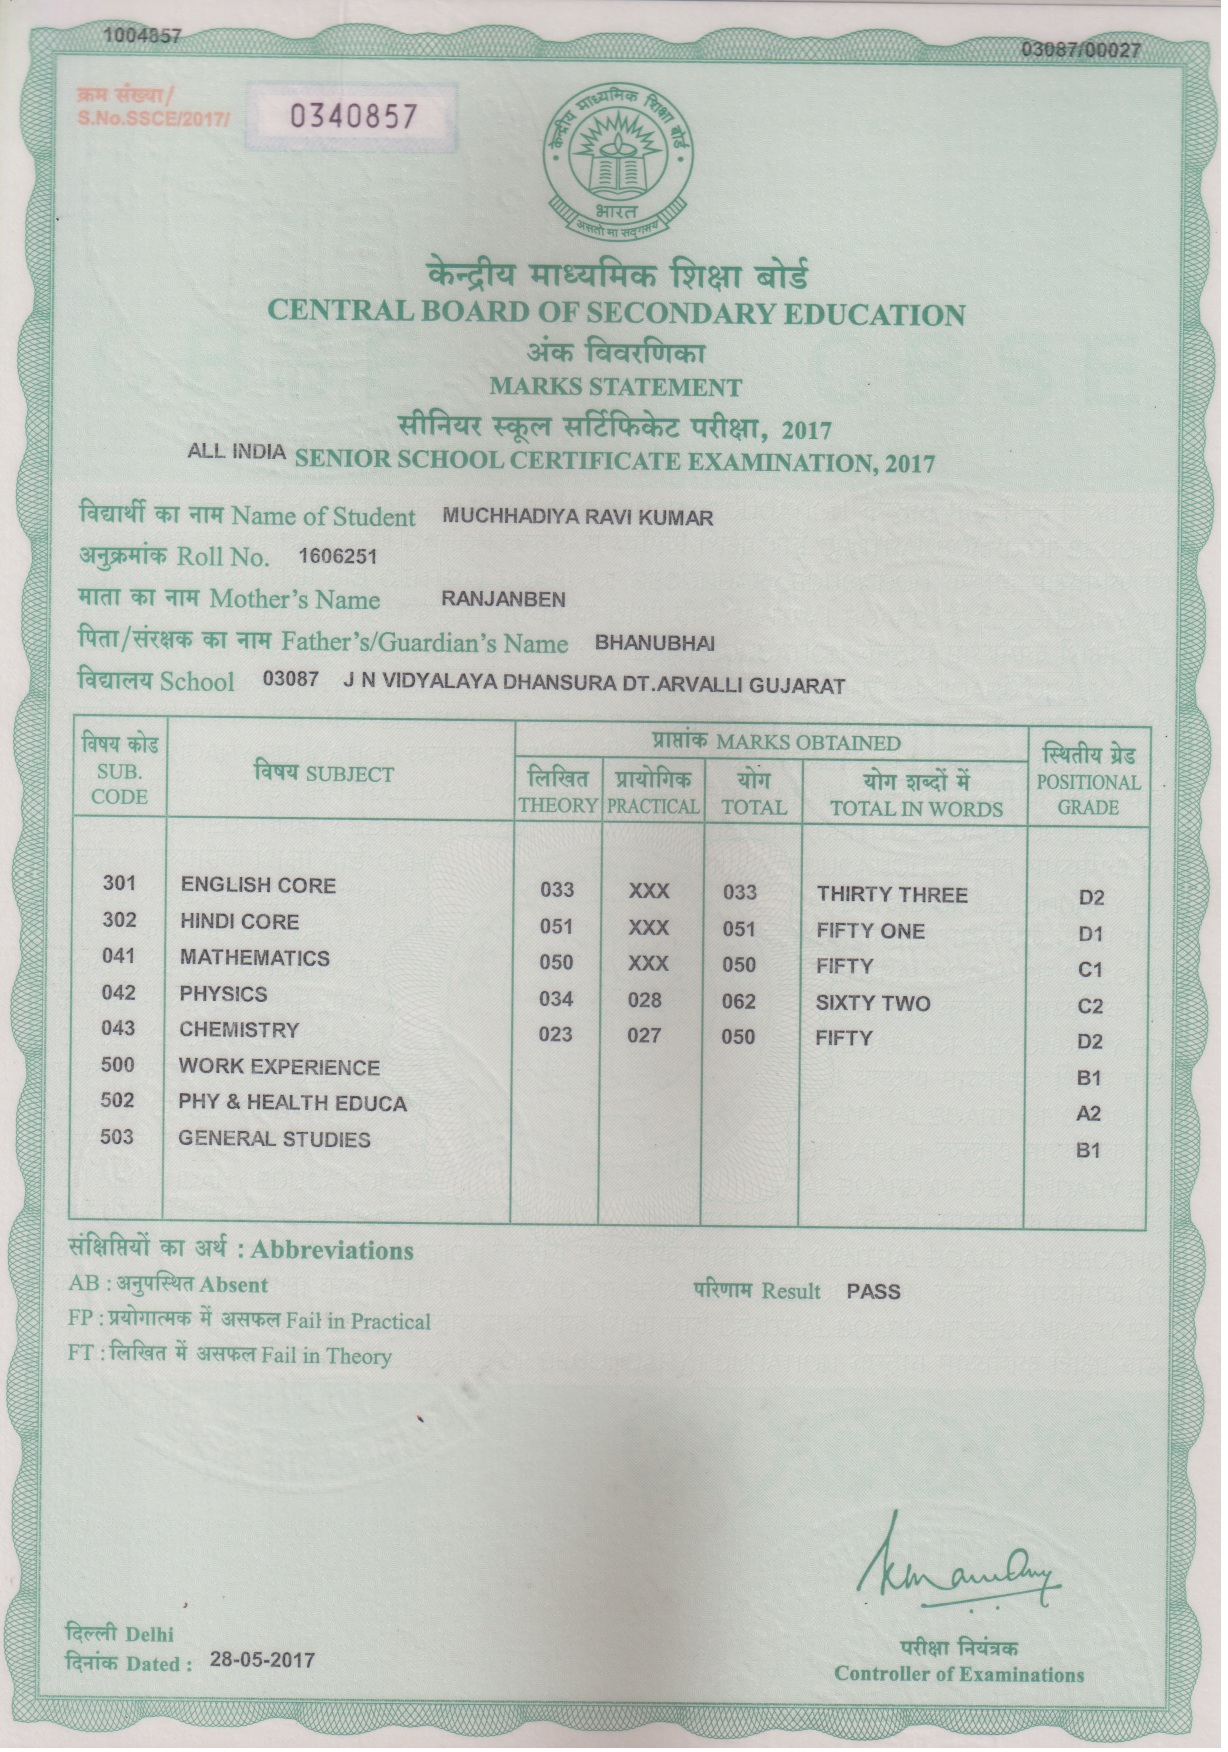 1004857
03087/00027
क्रम संख्या/
S.No.SSCE/2017/ 0340857
केन्द्रीय माध्यमिक शिक्षा बोर्ड
भारत
असतो मा सद्गमय
केन्द्रीय माध्यमिक शिक्षा बोर्ड
CENTRAL BOARD OF SECONDARY EDUCATION
अंक विवरणिका
MARKS STATEMENT
सीनियर स्कूल सर्टिफिकेट परीक्षा, 2017
ALL INDIA SENIOR SCHOOL CERTIFICATE EXAMINATION, 2017
विद्यार्थी का नाम Name of Student MUCHHADIYA RAVI KUMAR
अनुक्रमांक Roll No. 1606251
माता का नाम Mother's Name RANJANBEN
पिता/संरक्षक का नाम Father's/Guardian's Name BHANUBHAI
विद्यालय School 03087 J N VIDYALAYA DHANSURA DT.ARVALLI GUJARAT
विषय कोड SUB. CODE
विषय SUBJECT
प्राप्तांक MARKS OBTAINED
लिखित THEORY
प्रायोगिक PRACTICAL
योग TOTAL
योग शब्दों में TOTAL IN WORDS
स्थितीय ग्रेड POSITIONAL GRADE
301 ENGLISH CORE 033 XXX 033 THIRTY THREE D2
302 HINDI CORE 051 XXX 051 FIFTY ONE D1
041 MATHEMATICS 050 XXX 050 FIFTY C1
042 PHYSICS 034 028 062 SIXTY TWO C2
043 CHEMISTRY 023 027 050 FIFTY D2
500 WORK EXPERIENCE B1
502 PHY & HEALTH EDUCA A2
503 GENERAL STUDIES B1
संक्षिप्तियों का अर्थ : Abbreviations
AB : अनुपस्थित Absent
परिणाम Result PASS
FP : प्रयोगात्मक में असफल Fail in Practical
FT : लिखित में असफल Fail in Theory
दिल्ली Delhi
दिनांक Dated : 28-05-2017
परीक्षा नियंत्रक
Controller of Examinations